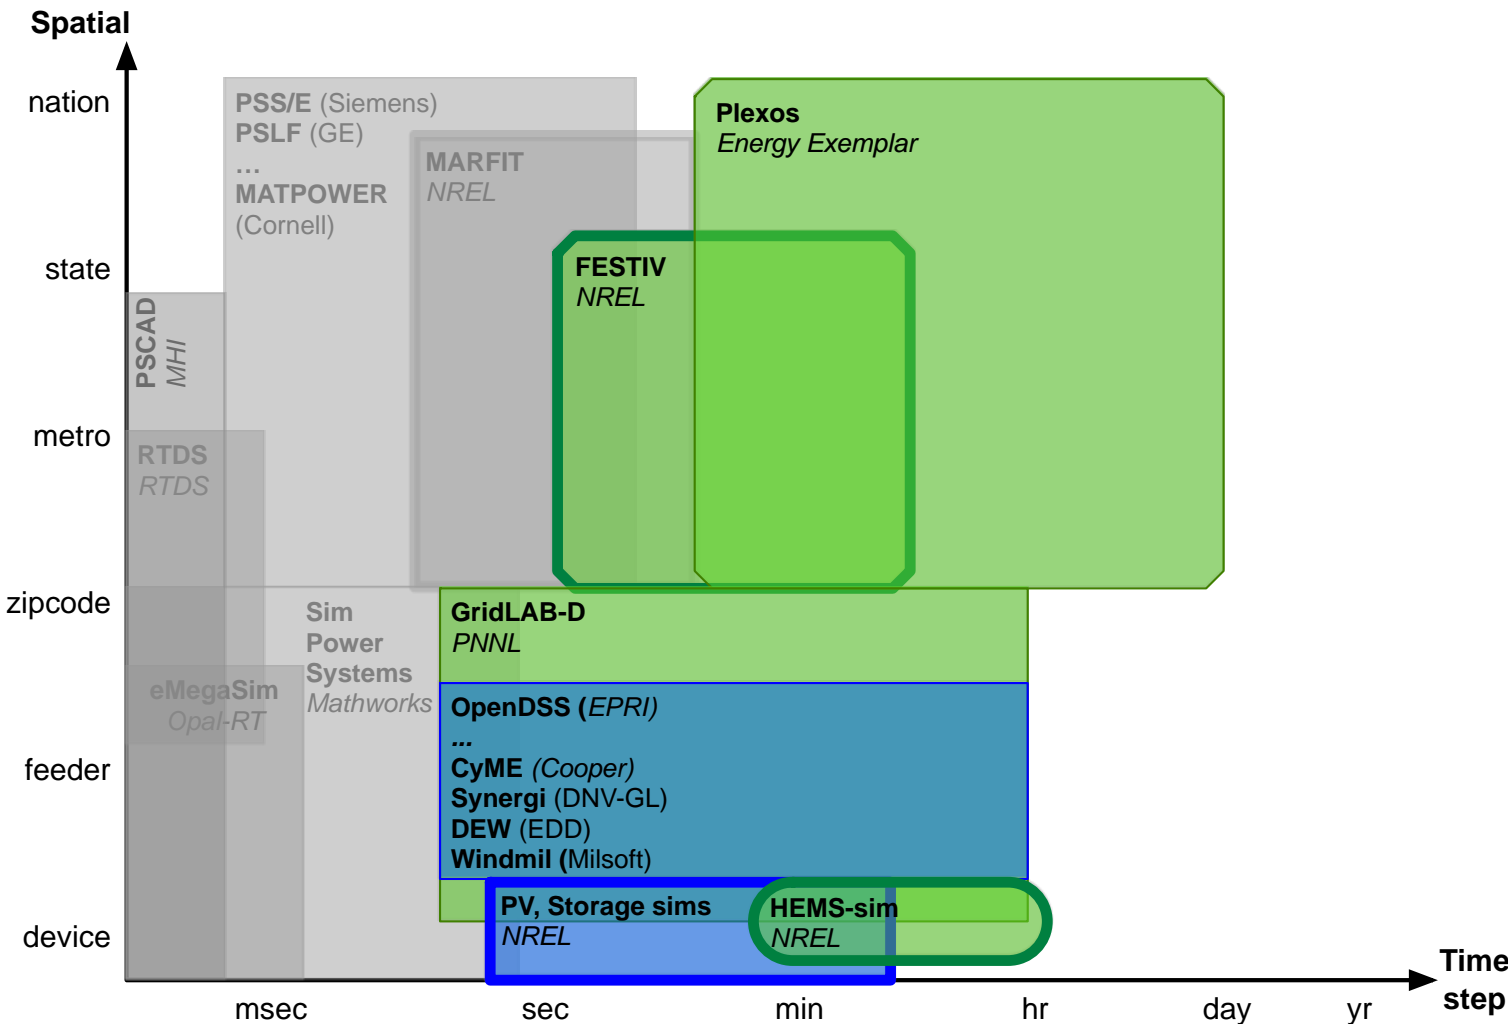 Spatial
nation
state
metro
zipcode
feeder
device
PSS/E (Siemens)
PSLF (GE)
…
MATPOWER
(Cornell)
MARFIT
NREL
Plexos
Energy Exemplar
FESTIV
NREL
PSCAD
MHI
RTDS
RTDS
Sim
Power
Systems
Mathworks
eMegaSim
Opal-RT
GridLAB-D
PNNL
OpenDSS (EPRI)
...
CyME (Cooper)
Synergi (DNV-GL)
DEW (EDD)
Windmil (Milsoft)
PV, Storage sims
NREL
HEMS-sim
NREL
msec
sec
min
hr
day
yr
Time
step